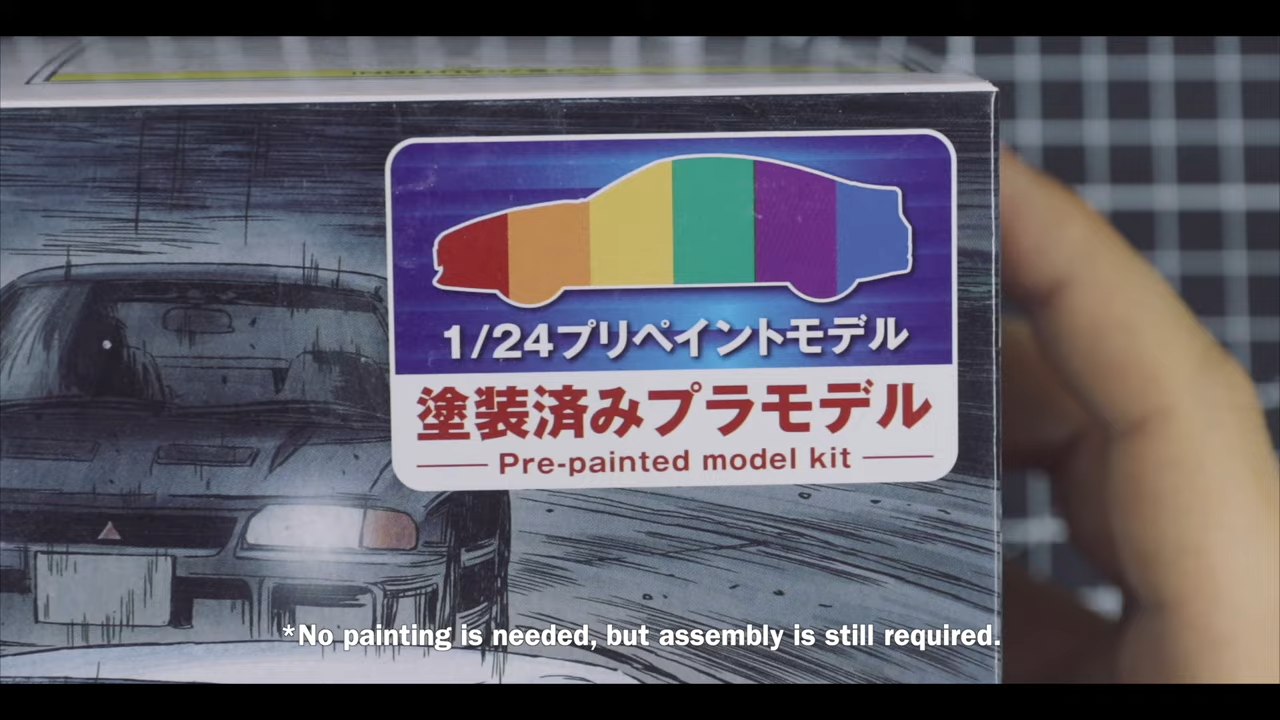 1/24プリペイントモデル
塗装済みプラモデル
Pre-painted model kit
*No painting is needed, but assembly is still required.